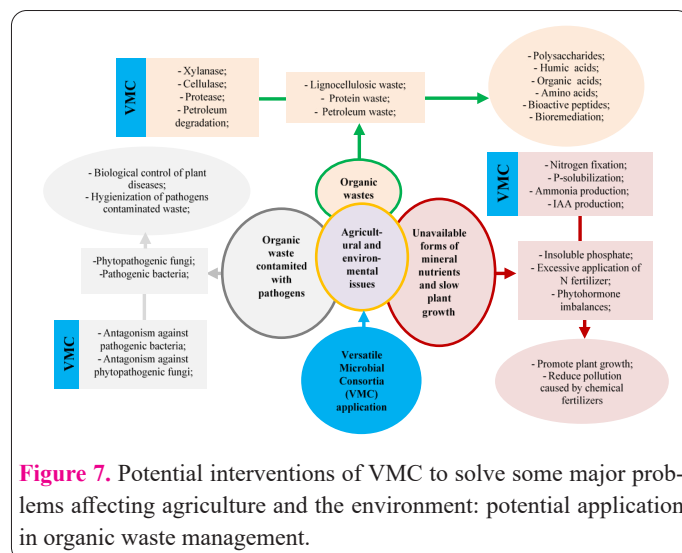 VMC
- Xylanase;
- Cellulase;
- Protease;
- Petroleum
degradation;
- Lignocellulosic waste;
- Protein waste;
- Petroleum waste;
- Polysaccharides;
- Humic acids;
- Organic acids;
- Amino acids;
- Bioactive peptides;
- Bioremediation;
- Biological control of plant
diseases;
- Hygienization of pathogens
contaminated waste;
Organic
wastes
VMC
- Nitrogen fixation;
- P-solubilization;
- Ammonia production;
- IAA production;
-Phytopathogenic fungi;
-Pathogenic bacteria;
Organic
waste
contamited
with
pathogens
Agricult-
ural and
environ-
mental
issues
Unavailable
forms of
mineral
nutrients
and slow
plant
growth
- Insoluble phosphate;
- Excessive application of
N fertilizer;
- Phytohormone
imbalances;
VMC
- Antagonism against
pathogenic bacteria;
- Antagonism against
phytopathogenic fungi;
Versatile
Microbial
Consortia
(VMC)
application
- Promote plant growth;
- Reduce pollution
caused by chemical
fertilizers
Figure 7. Potential interventions of VMC to solve some major prob-
lems affecting agriculture and the environment: potential application
in organic waste management.